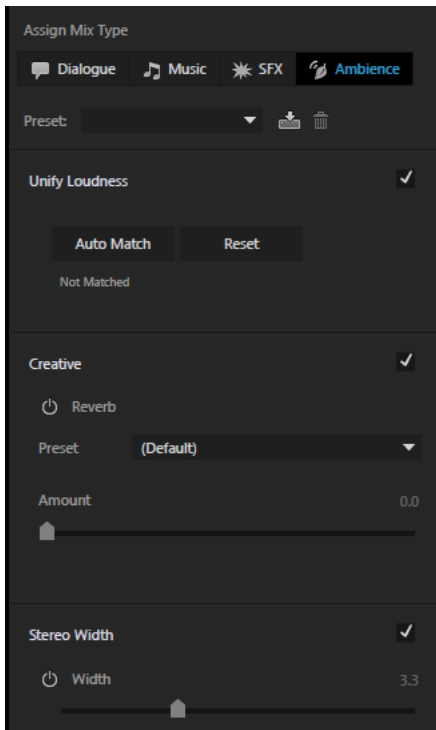 Assign Mix Type
Dialogue Music SFX Ambience
Preset:
Unify Loudness
Auto Match Reset
Not Matched
Creative
Reverb
Preset (Default)
Amount 0.0
Stereo Width
Width 3.3